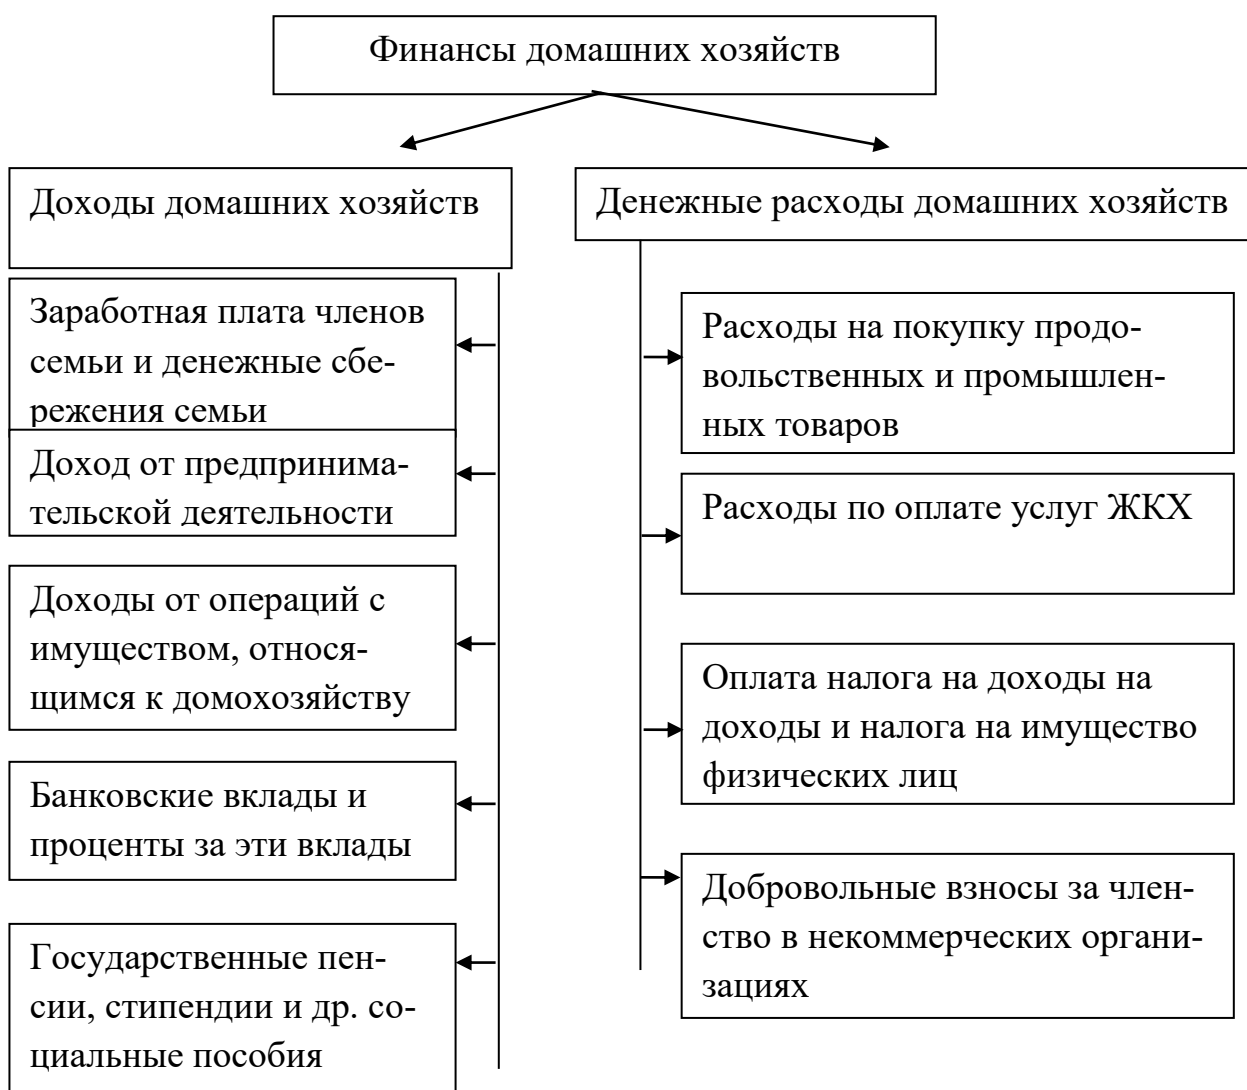 Финансы домашних хозяйств
Доходы домашних хозяйств
Заработная плата членов
семьи и денежные сбе-
режения семьи
Доход от предпринима-
тельской деятельности
Доходы от операций с
имуществом, относя-
щимся к домохозяйству
Банковские вклады и
проценты за эти вклады
Государственные пен-
сии, стипендии и др. со-
циальные пособия
Денежные расходы домашних хозяйств
Расходы на покупку продо-
вольственных и промышлен-
ных товаров
Расходы по оплате услуг ЖКХ
Оплата налога на доходы на
доходы и налога на имущество
физических лиц
Добровольные взносы за член-
ство в некоммерческих органи-
зациях